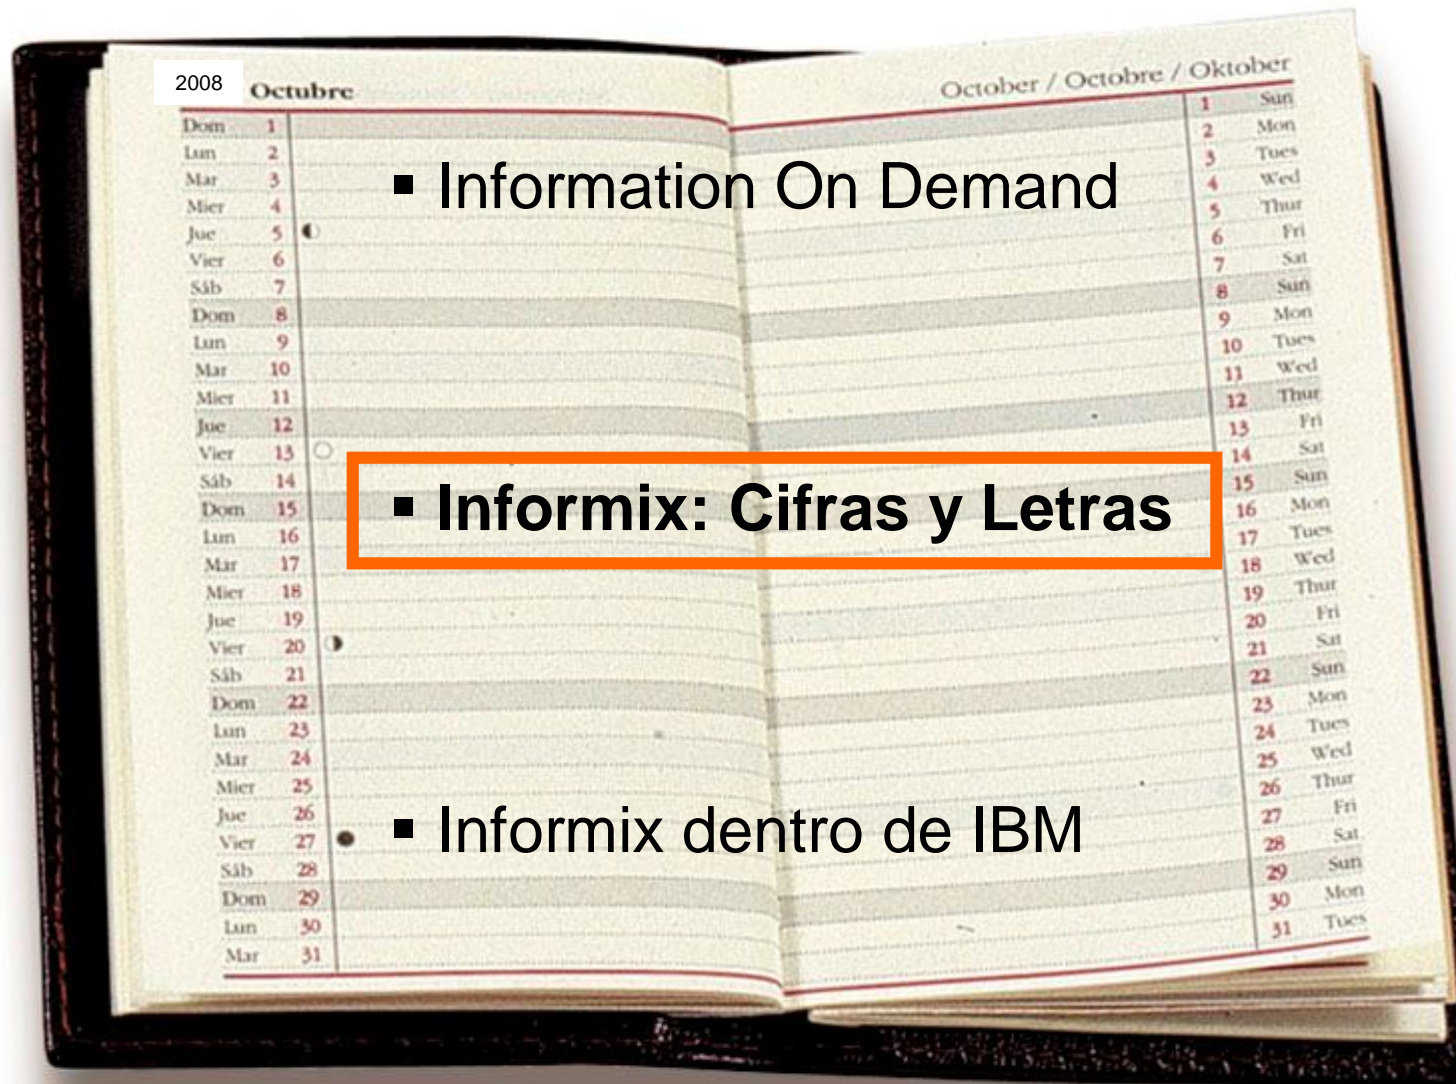 2008 Octubre
October / Octobre / Oktober
Dom 1
Lun 2
Mar 3
Mier 4
Jue 5
Vier 6
Sáb 7
Dom 8
Lun 9
Mar 10
Mier 11
Jue 12
Vier 13
Sáb 14
Dom 15
Lun 16
Mar 17
Mier 18
Jue 19
Vier 20
Sáb 21
Dom 22
Lun 23
Mar 24
Mier 25
Jue 26
Vier 27
Sáb 28
Dom 29
Lun 30
Mar 31
▪ Information On Demand
▪ Informix: Cifras y Letras
▪ Informix dentro de IBM
1 Sun
2 Mon
3 Tues
4 Wed
5 Thur
6 Fri
7 Sat
8 Sun
9 Mon
10 Tues
11 Wed
12 Thur
13 Fri
14 Sat
15 Sun
16 Mon
17 Tues
18 Wed
19 Thur
20 Fri
21 Sat
22 Sun
23 Mon
24 Tues
25 Wed
26 Thur
27 Fri
28 Sat
29 Sun
30 Mon
31 Tues